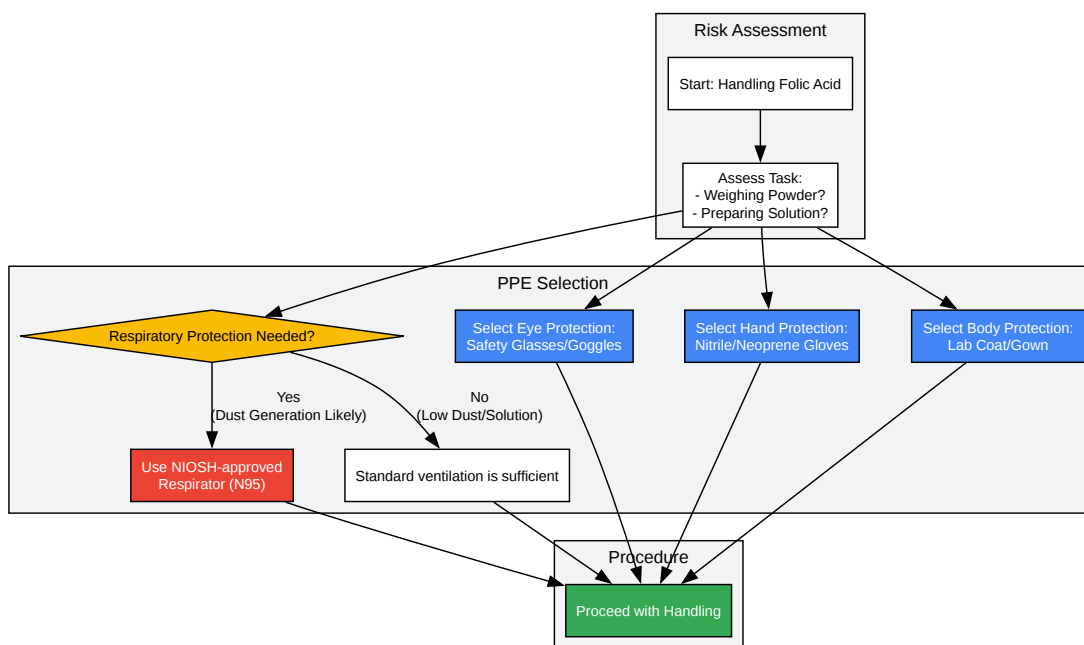 Risk Assessment
Start: Handling Folic Acid
Assess Task:
- Weighing Powder?
- Preparing Solution?
PPE Selection
Respiratory Protection Needed?
Select Eye Protection:
Safety Glasses/Goggles
Select Hand Protection:
Nitrile/Neoprene Gloves
Select Body Protection:
Lab Coat/Gown
Yes
(Dust Generation Likely)
No
(Low Dust/Solution)
Use NIOSH-approved
Respirator (N95)
Standard ventilation is sufficient
Procedure
Proceed with Handling